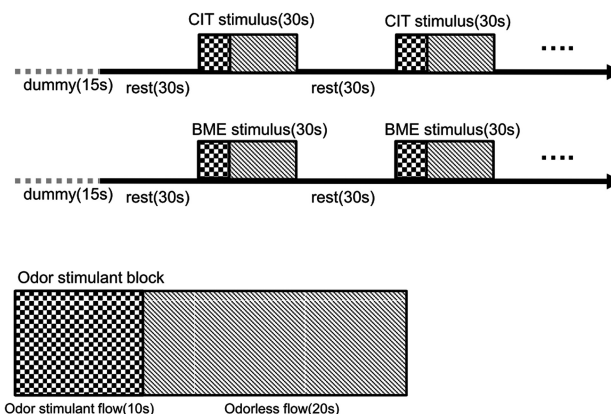 CIT stimulus(30s) CIT stimulus(30s)
dummy(15s) rest(30s) rest(30s)
BME stimulus(30s) BME stimulus(30s)
dummy(15s) rest(30s) rest(30s)
Odor stimulant block
Odor stimulant flow(10s) Odorless flow(20s)